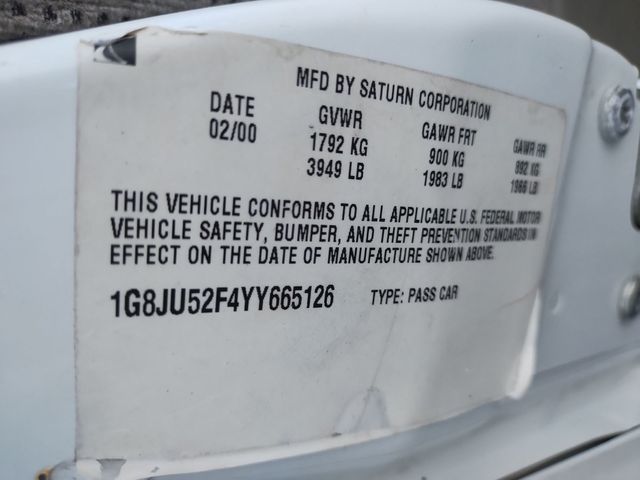 MFD BY SATURN CORPORATION
DATE GVWR GAWR FRT GAWR RR
02/00 1792 KG 900 KG 892 KG
3949 LB 1983 LB 1966 LB
THIS VEHICLE CONFORMS TO ALL APPLICABLE U.S. FEDERAL MOTOR
VEHICLE SAFETY, BUMPER, AND THEFT PREVENTION STANDARDS IN
EFFECT ON THE DATE OF MANUFACTURE SHOWN ABOVE.
1G8JU52F4YY665126 TYPE: PASS CAR